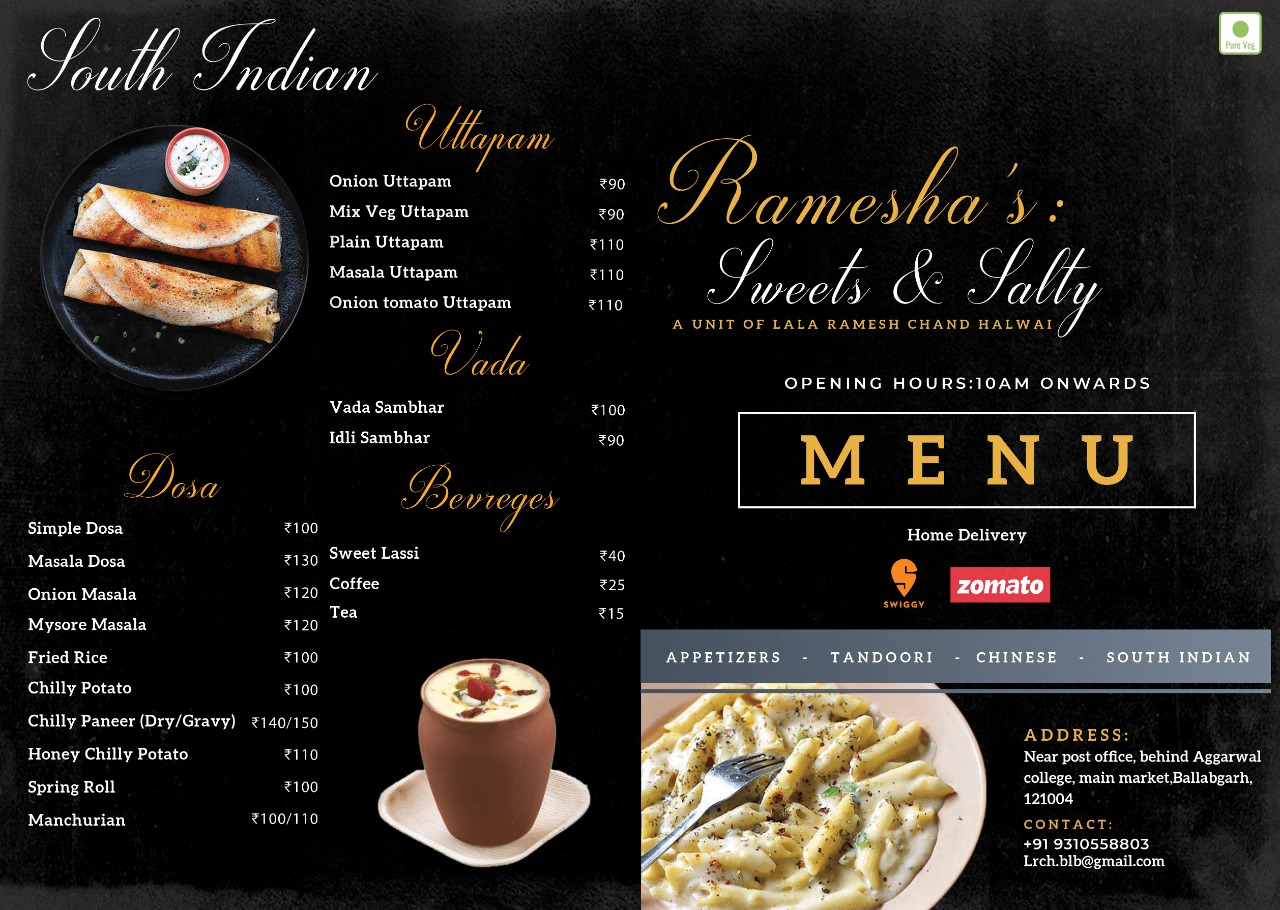 South Indian
Uttapam
Onion Uttapam ₹90
Mix Veg Uttapam ₹90
Plain Uttapam ₹110
Masala Uttapam ₹110
Onion tomato Uttapam ₹110
Vada
Vada Sambhar ₹100
Idli Sambhar ₹90
Dosa
Simple Dosa ₹100
Masala Dosa ₹130
Onion Masala ₹120
Mysore Masala ₹120
Fried Rice ₹100
Chilly Potato ₹100
Chilly Paneer (Dry/Gravy) ₹140/150
Honey Chilly Potato ₹110
Spring Roll ₹100
Manchurian ₹100/110
Bevreges
Sweet Lassi ₹40
Coffee ₹25
Tea ₹15
Pure Veg
Ramesha's:
Sweets & Salty
A UNIT OF LALA RAMESH CHAND HALWAI
OPENING HOURS:10AM ONWARDS
MENU
Home Delivery
SWIGGY zomato
APPETIZERS - TANDOORI - CHINESE - SOUTH INDIAN
ADDRESS:
Near post office, behind Aggarwal
college, main market,Ballabgarh,
121004
CONTACT:
+91 9310558803
Lrch.blb@gmail.com